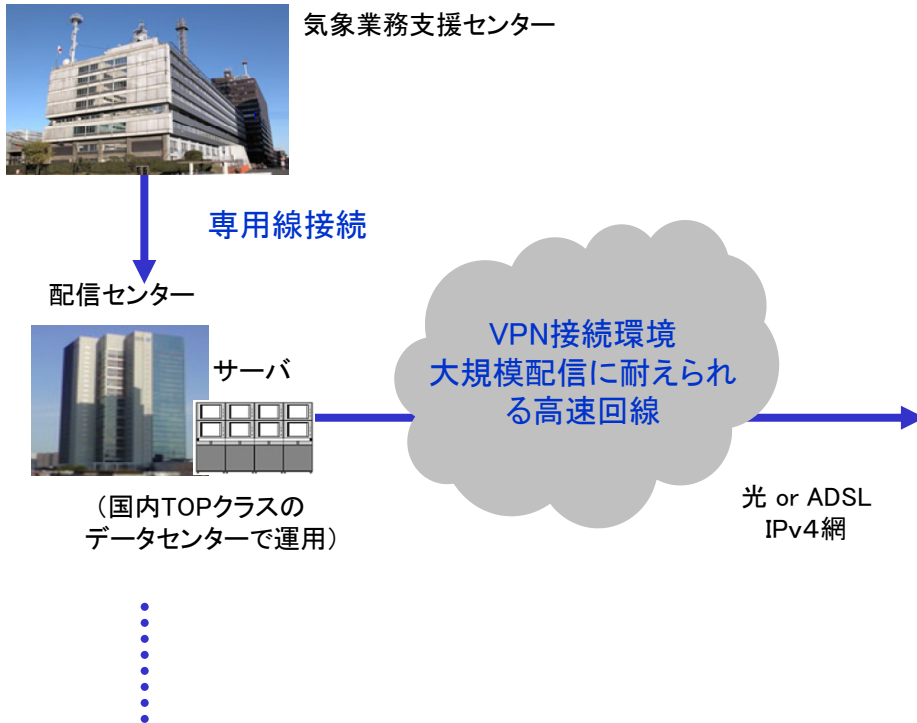 気象業務支援センター
専用線接続
配信センター
サーバ
VPN接続環境
大規模配信に耐えられ
る高速回線
（国内TOPクラスの
データセンターで運用）
光 or ADSL
IPv4網